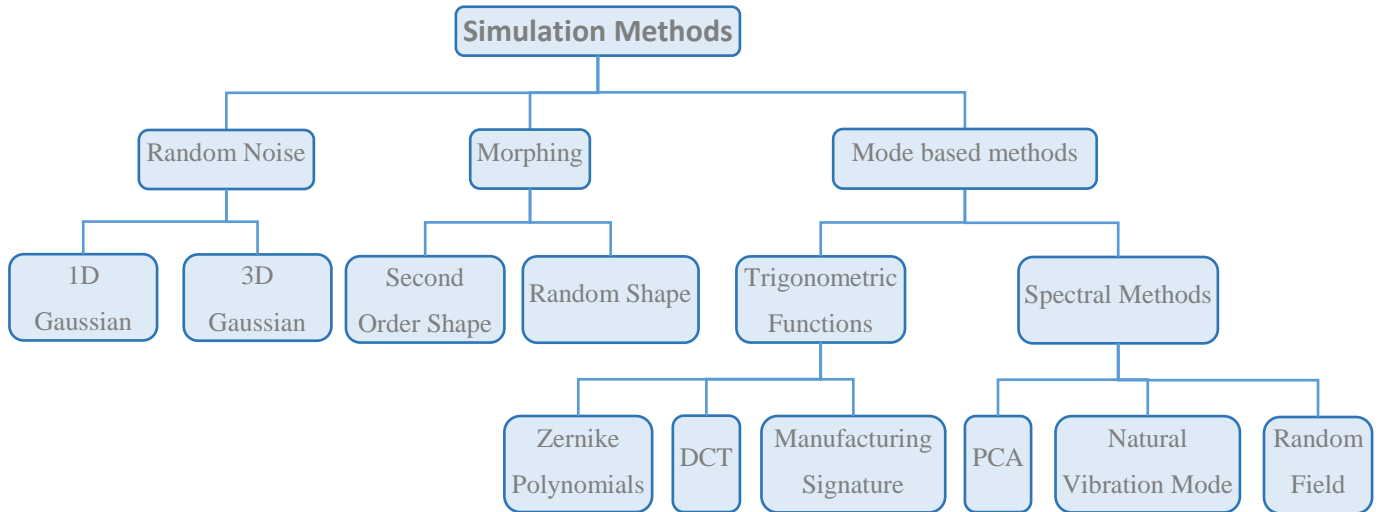 Simulation Methods
Random Noise
Morphing
Mode based methods
1D
Gaussian
3D
Gaussian
Second
Order Shape
Random Shape
Trigonometric
Functions
Spectral Methods
Zernike
Polynomials
DCT
Manufacturing
Signature
PCA
Natural
Vibration Mode
Random
Field